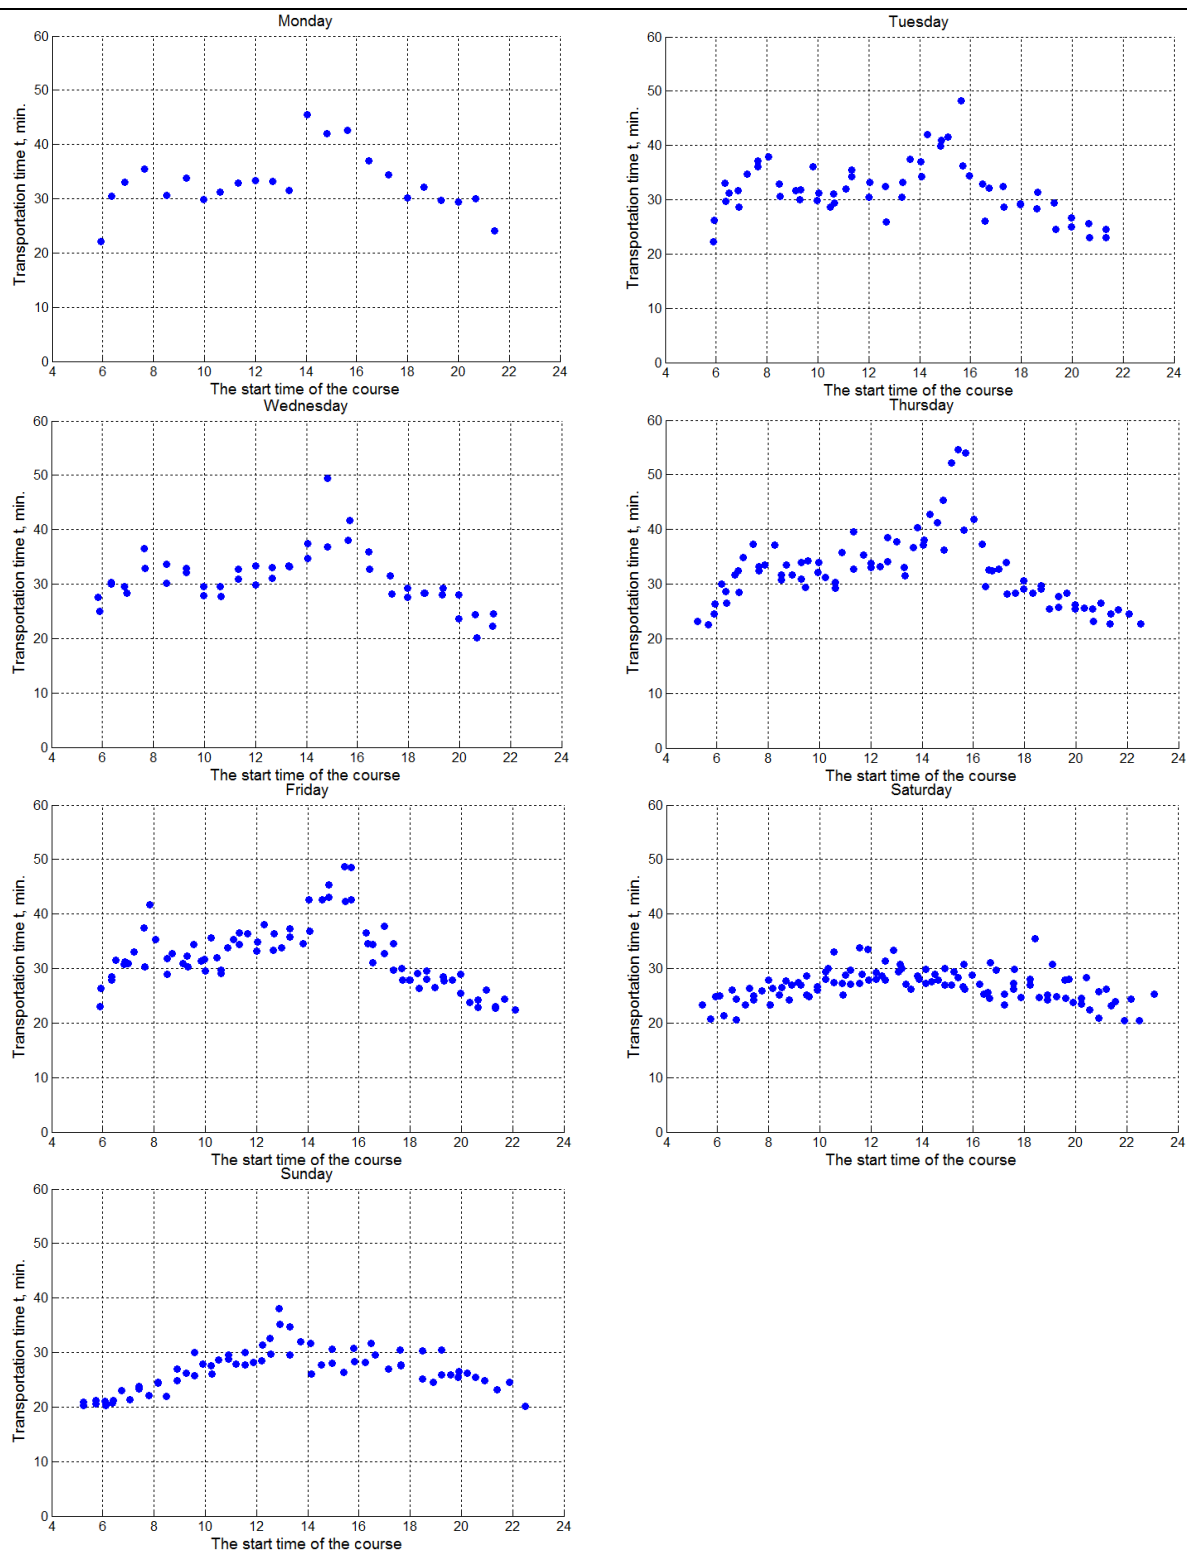 Monday
Transportation time t, min.
60
50
40
30
20
10
0
4 6 8 10 12 14 16 18 20 22 24
The start time of the course
Tuesday
Transportation time t, min.
60
50
40
30
20
10
0
4 6 8 10 12 14 16 18 20 22 24
The start time of the course
Wednesday
Transportation time t, min.
60
50
40
30
20
10
0
4 6 8 10 12 14 16 18 20 22 24
The start time of the course
Thursday
Transportation time t, min.
60
50
40
30
20
10
0
4 6 8 10 12 14 16 18 20 22 24
The start time of the course
Friday
Transportation time t, min.
60
50
40
30
20
10
0
4 6 8 10 12 14 16 18 20 22 24
The start time of the course
Saturday
Transportation time t, min.
60
50
40
30
20
10
0
4 6 8 10 12 14 16 18 20 22 24
The start time of the course
Sunday
Transportation time t, min.
60
50
40
30
20
10
0
4 6 8 10 12 14 16 18 20 22 24
The start time of the course